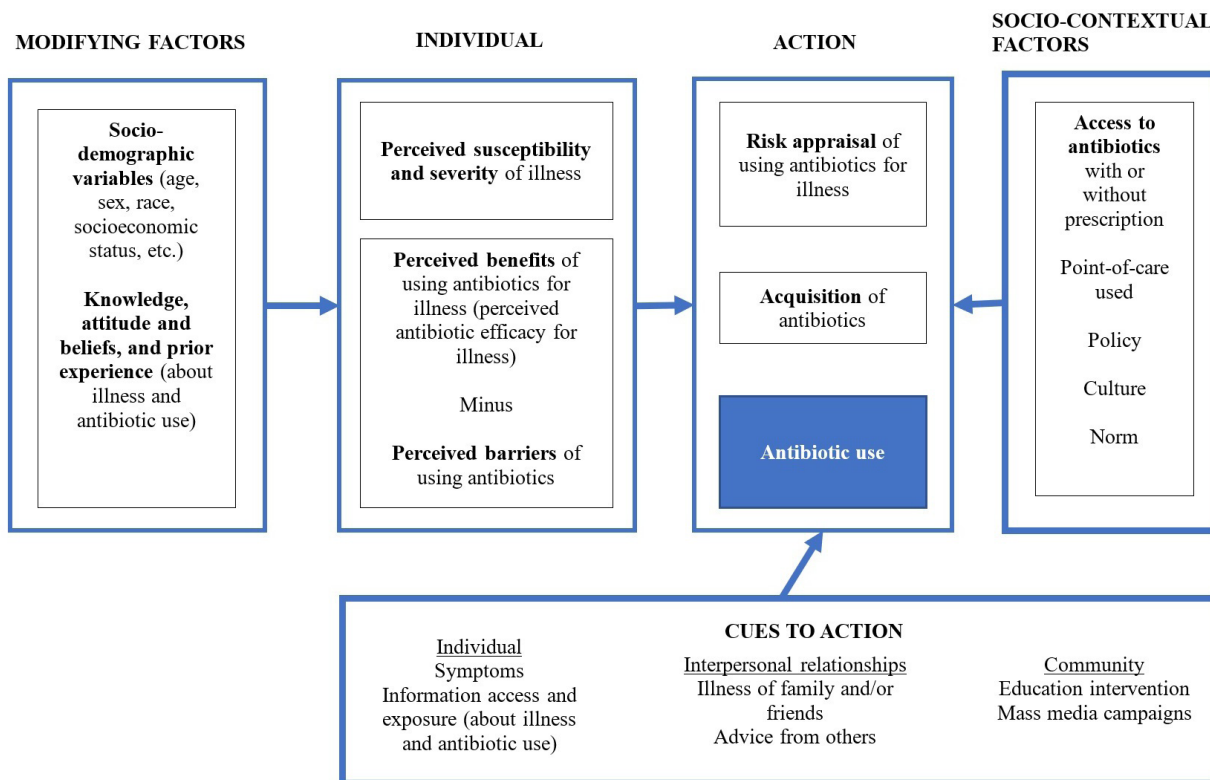 MODIFYING FACTORS
INDIVIDUAL
ACTION
SOCIO-CONTEXTUAL
FACTORS
Socio-
demographic
variables (age,
sex, race,
socioeconomic
status, etc.)
Knowledge,
attitude and
beliefs, and prior
experience (about
illness and
antibiotic use)
Perceived susceptibility
and severity of illness
Perceived benefits of
using antibiotics for
illness (perceived
antibiotic efficacy for
illness)
Minus
Perceived barriers of
using antibiotics
Risk appraisal of
using antibiotics for
illness
Acquisition of
antibiotics
Antibiotic use
Access to
antibiotics
with or
without
prescription
Point-of-care
used
Policy
Culture
Norm
CUES TO ACTION
Individual
Symptoms
Information access and
exposure (about illness
and antibiotic use)
Interpersonal relationships
Illness of family and/or
friends
Advice from others
Community
Education intervention
Mass media campaigns